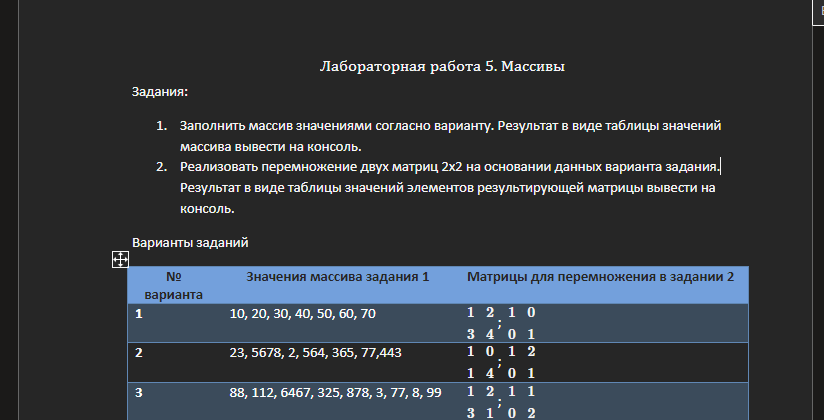 Лабораторная работа 5. Массивы
Задания:
1. Заполнить массив значениями согласно варианту. Результат в виде таблицы значений
массива вывести на консоль.
2. Реализовать перемножение двух матриц 2х2 на основании данных варианта задания.
Результат в виде таблицы значений элементов результирующей матрицы вывести на
консоль.
Варианты заданий
№ варианта Значения массива задания 1 Матрицы для перемножения в задании 2
1 10, 20, 30, 40, 50, 60, 70 1 2 ; 1 0
3 4 0 1
2 23, 5678, 2, 564, 365, 77,443 1 0 ; 1 2
1 4 0 1
3 88, 112, 6467, 325, 878, 3, 77, 8, 99 1 2 ; 1 1
3 1 0 2